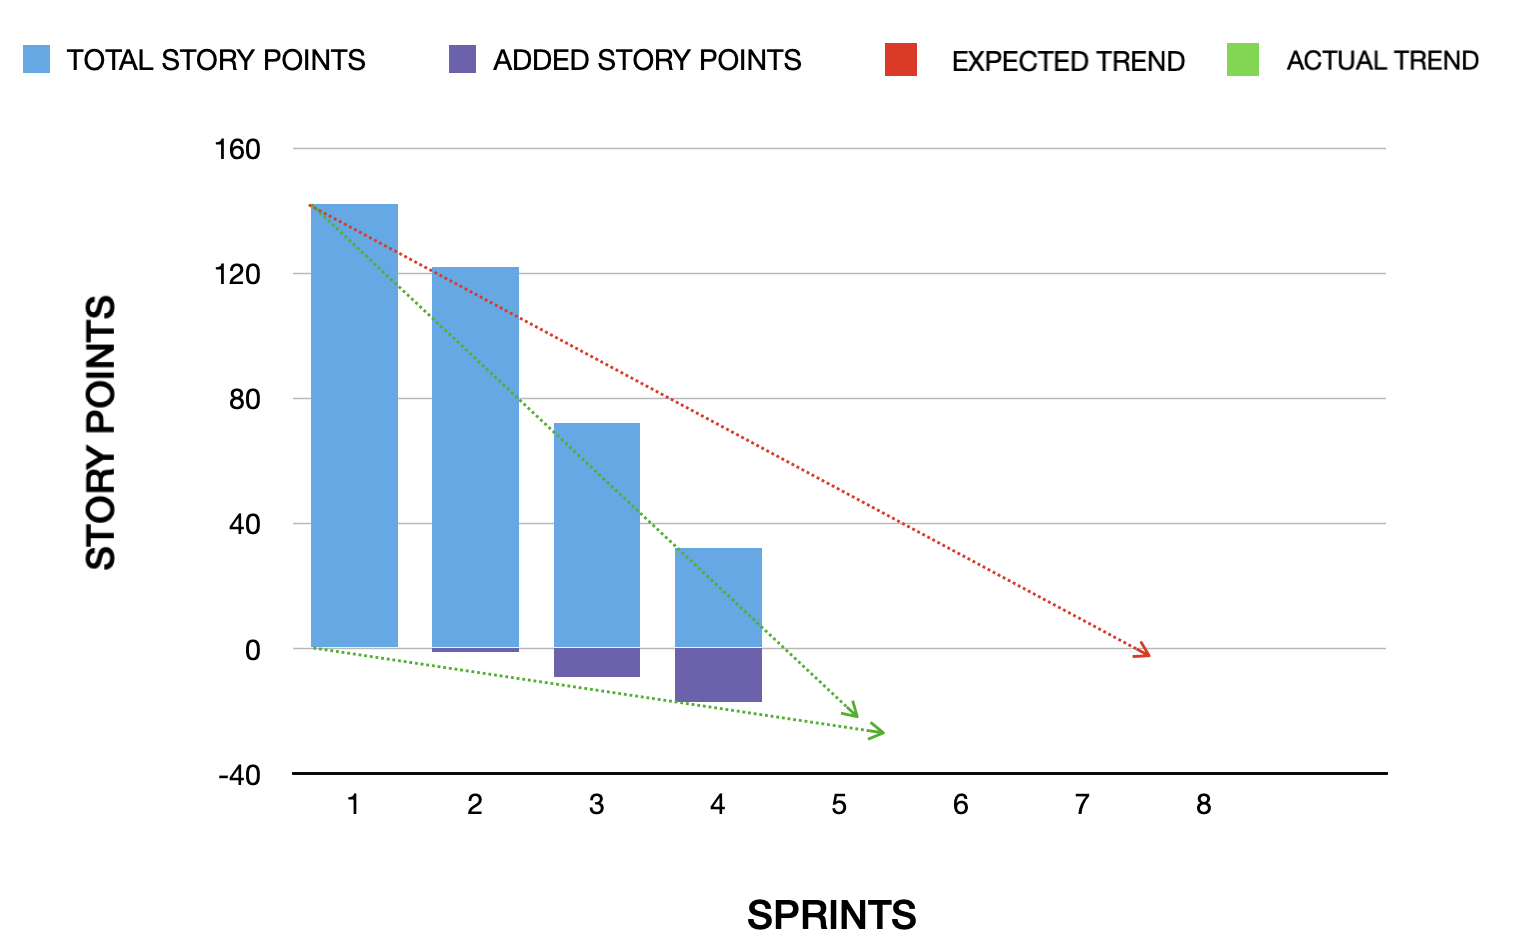 TOTAL STORY POINTS
ADDED STORY POINTS
EXPECTED TREND
ACTUAL TREND
STORY POINTS
160
120
80
40
0
-40
1 2 3 4 5 6 7 8
SPRINTS